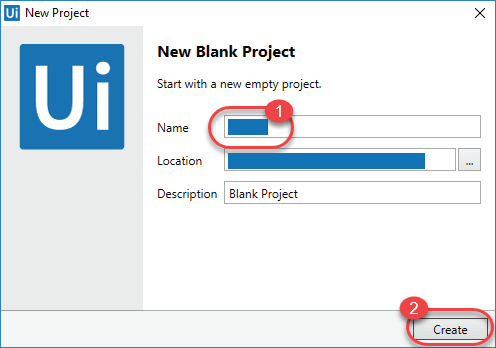 Ui New Project
New Blank Project
Ui
Start with a new empty project.
1
Name
Location ...
Description Blank Project
2
Create